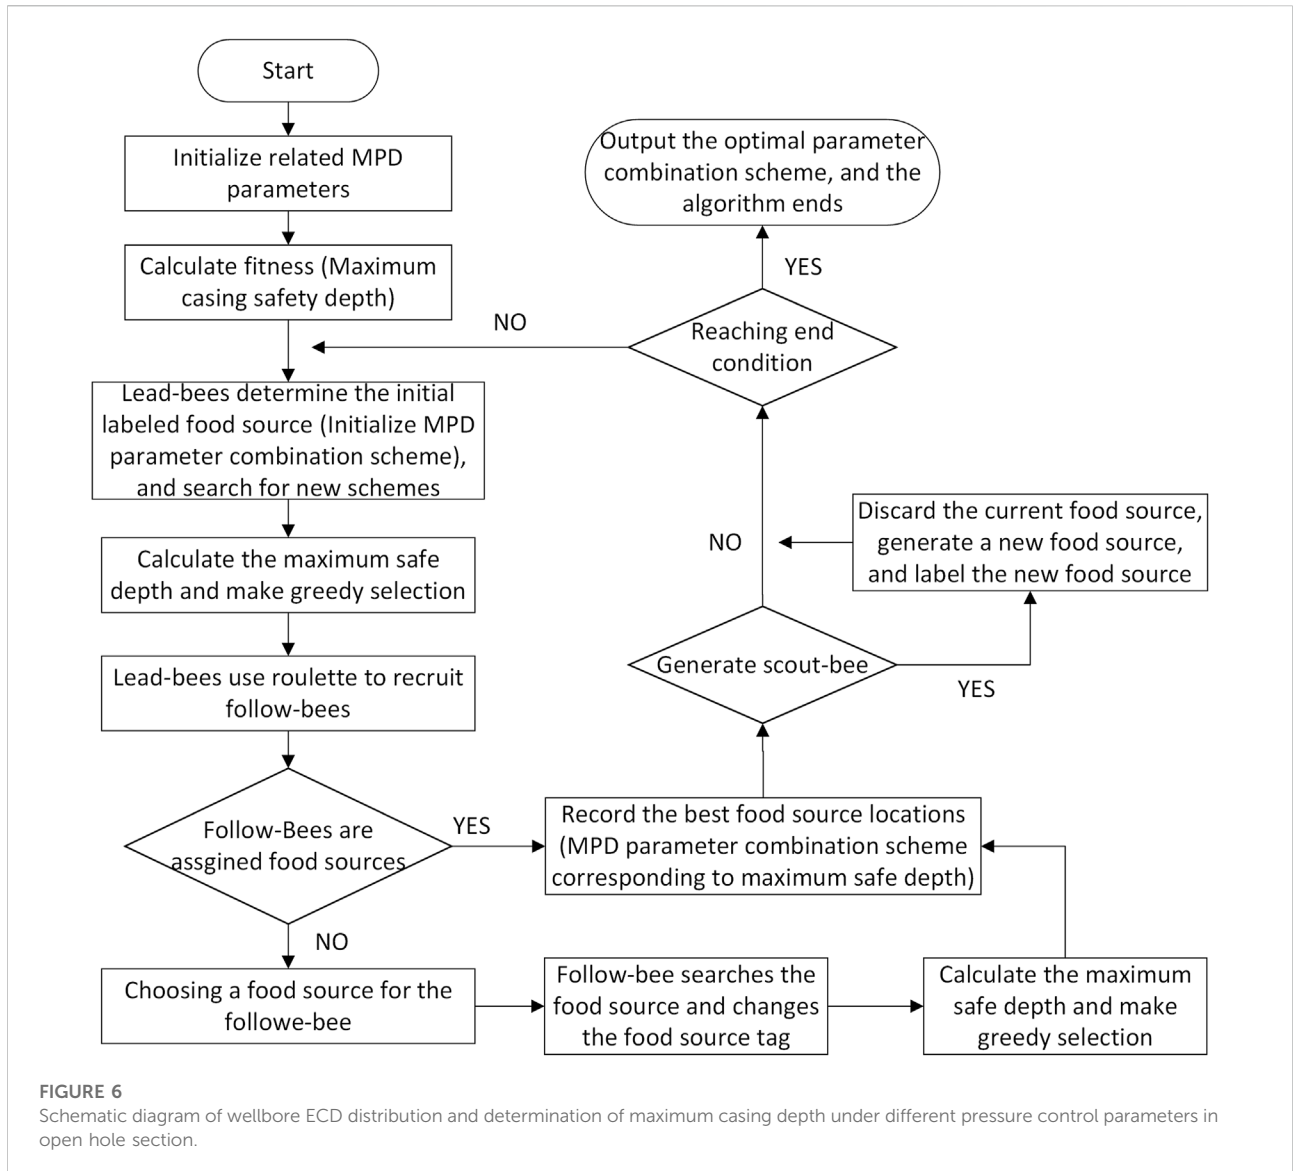 Start
Initialize related MPD
parameters
Calculate fitness (Maximum
casing safety depth)
Lead-bees determine the initial
labeled food source (Initialize MPD
parameter combination scheme),
and search for new schemes
Calculate the maximum safe
depth and make greedy selection
Lead-bees use roulette to recruit
follow-bees
Follow-Bees are
assgined food sources
YES
NO
Choosing a food source for the
followe-bee
Follow-bee searches the
food source and changes
the food source tag
Calculate the maximum
safe depth and make
greedy selection
Record the best food source locations
(MPD parameter combination scheme
corresponding to maximum safe depth)
Generate scout-bee
YES
Discard the current food source,
generate a new food source,
and label the new food source
NO
Reaching end
condition
NO
YES
Output the optimal parameter
combination scheme, and the
algorithm ends
FIGURE 6
Schematic diagram of wellbore ECD distribution and determination of maximum casing depth under different pressure control parameters in
open hole section.